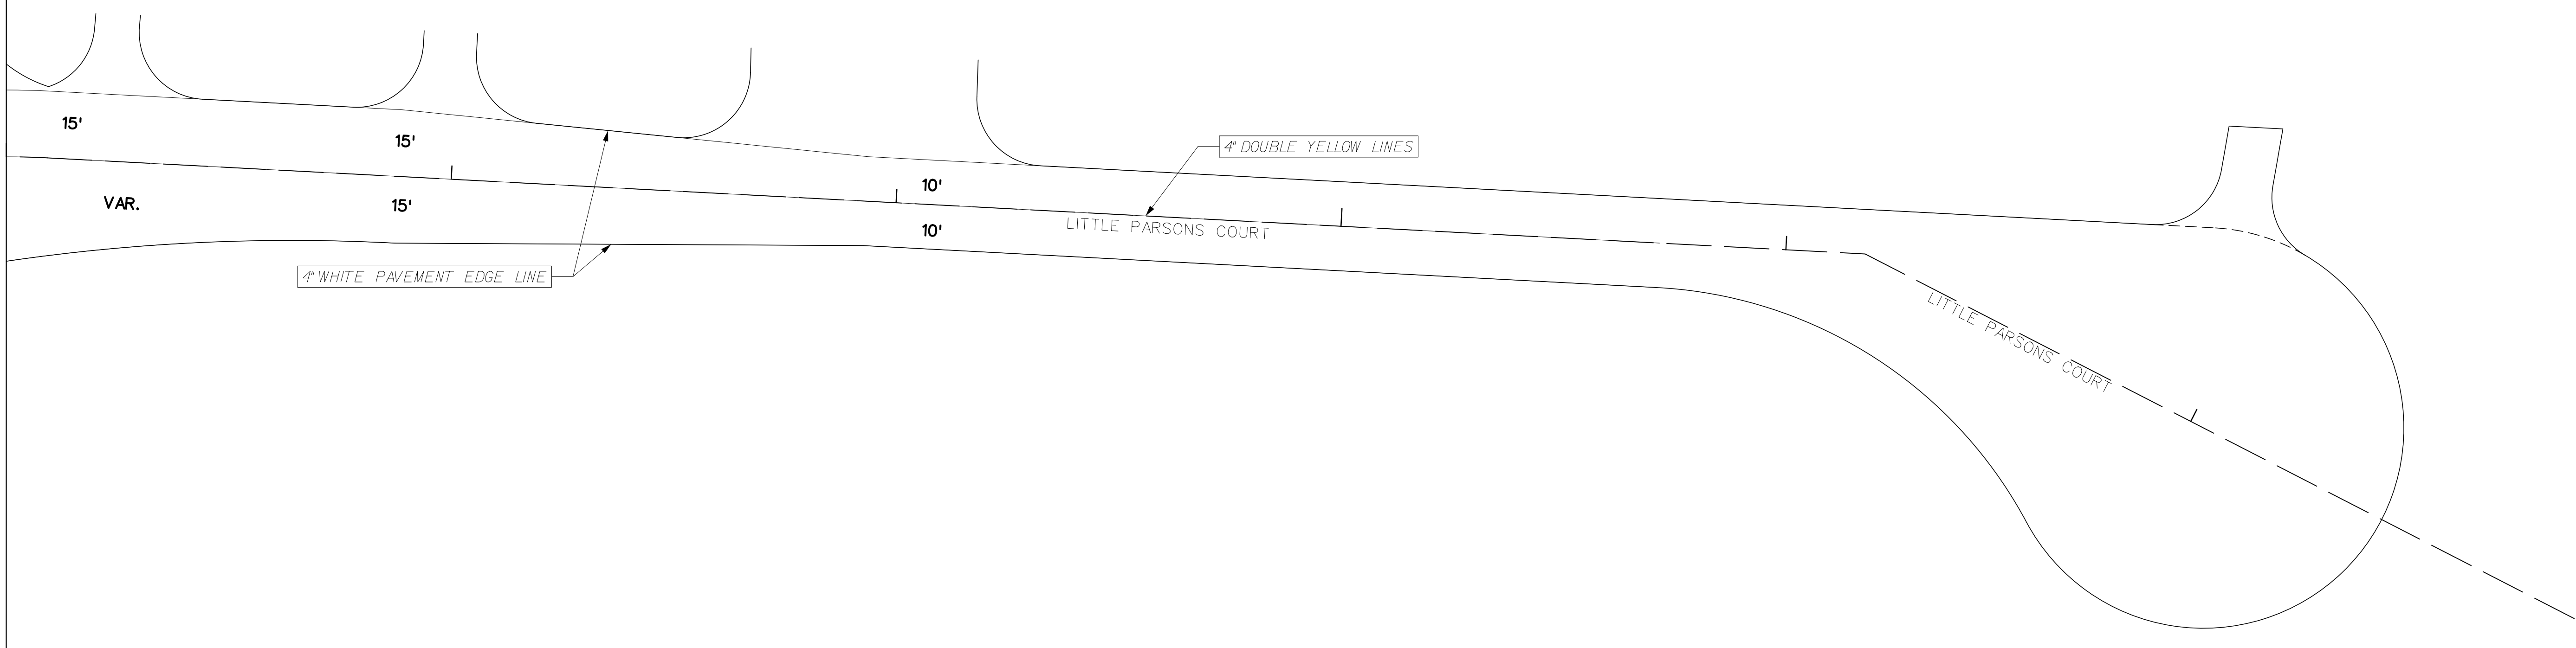 15'
15'
4" DOUBLE YELLOW LINES
10'
VAR.
15'
LITTLE PARSONS COURT
10'
4" WHITE PAVEMENT EDGE LINE
LITTLE PARSONS COURT